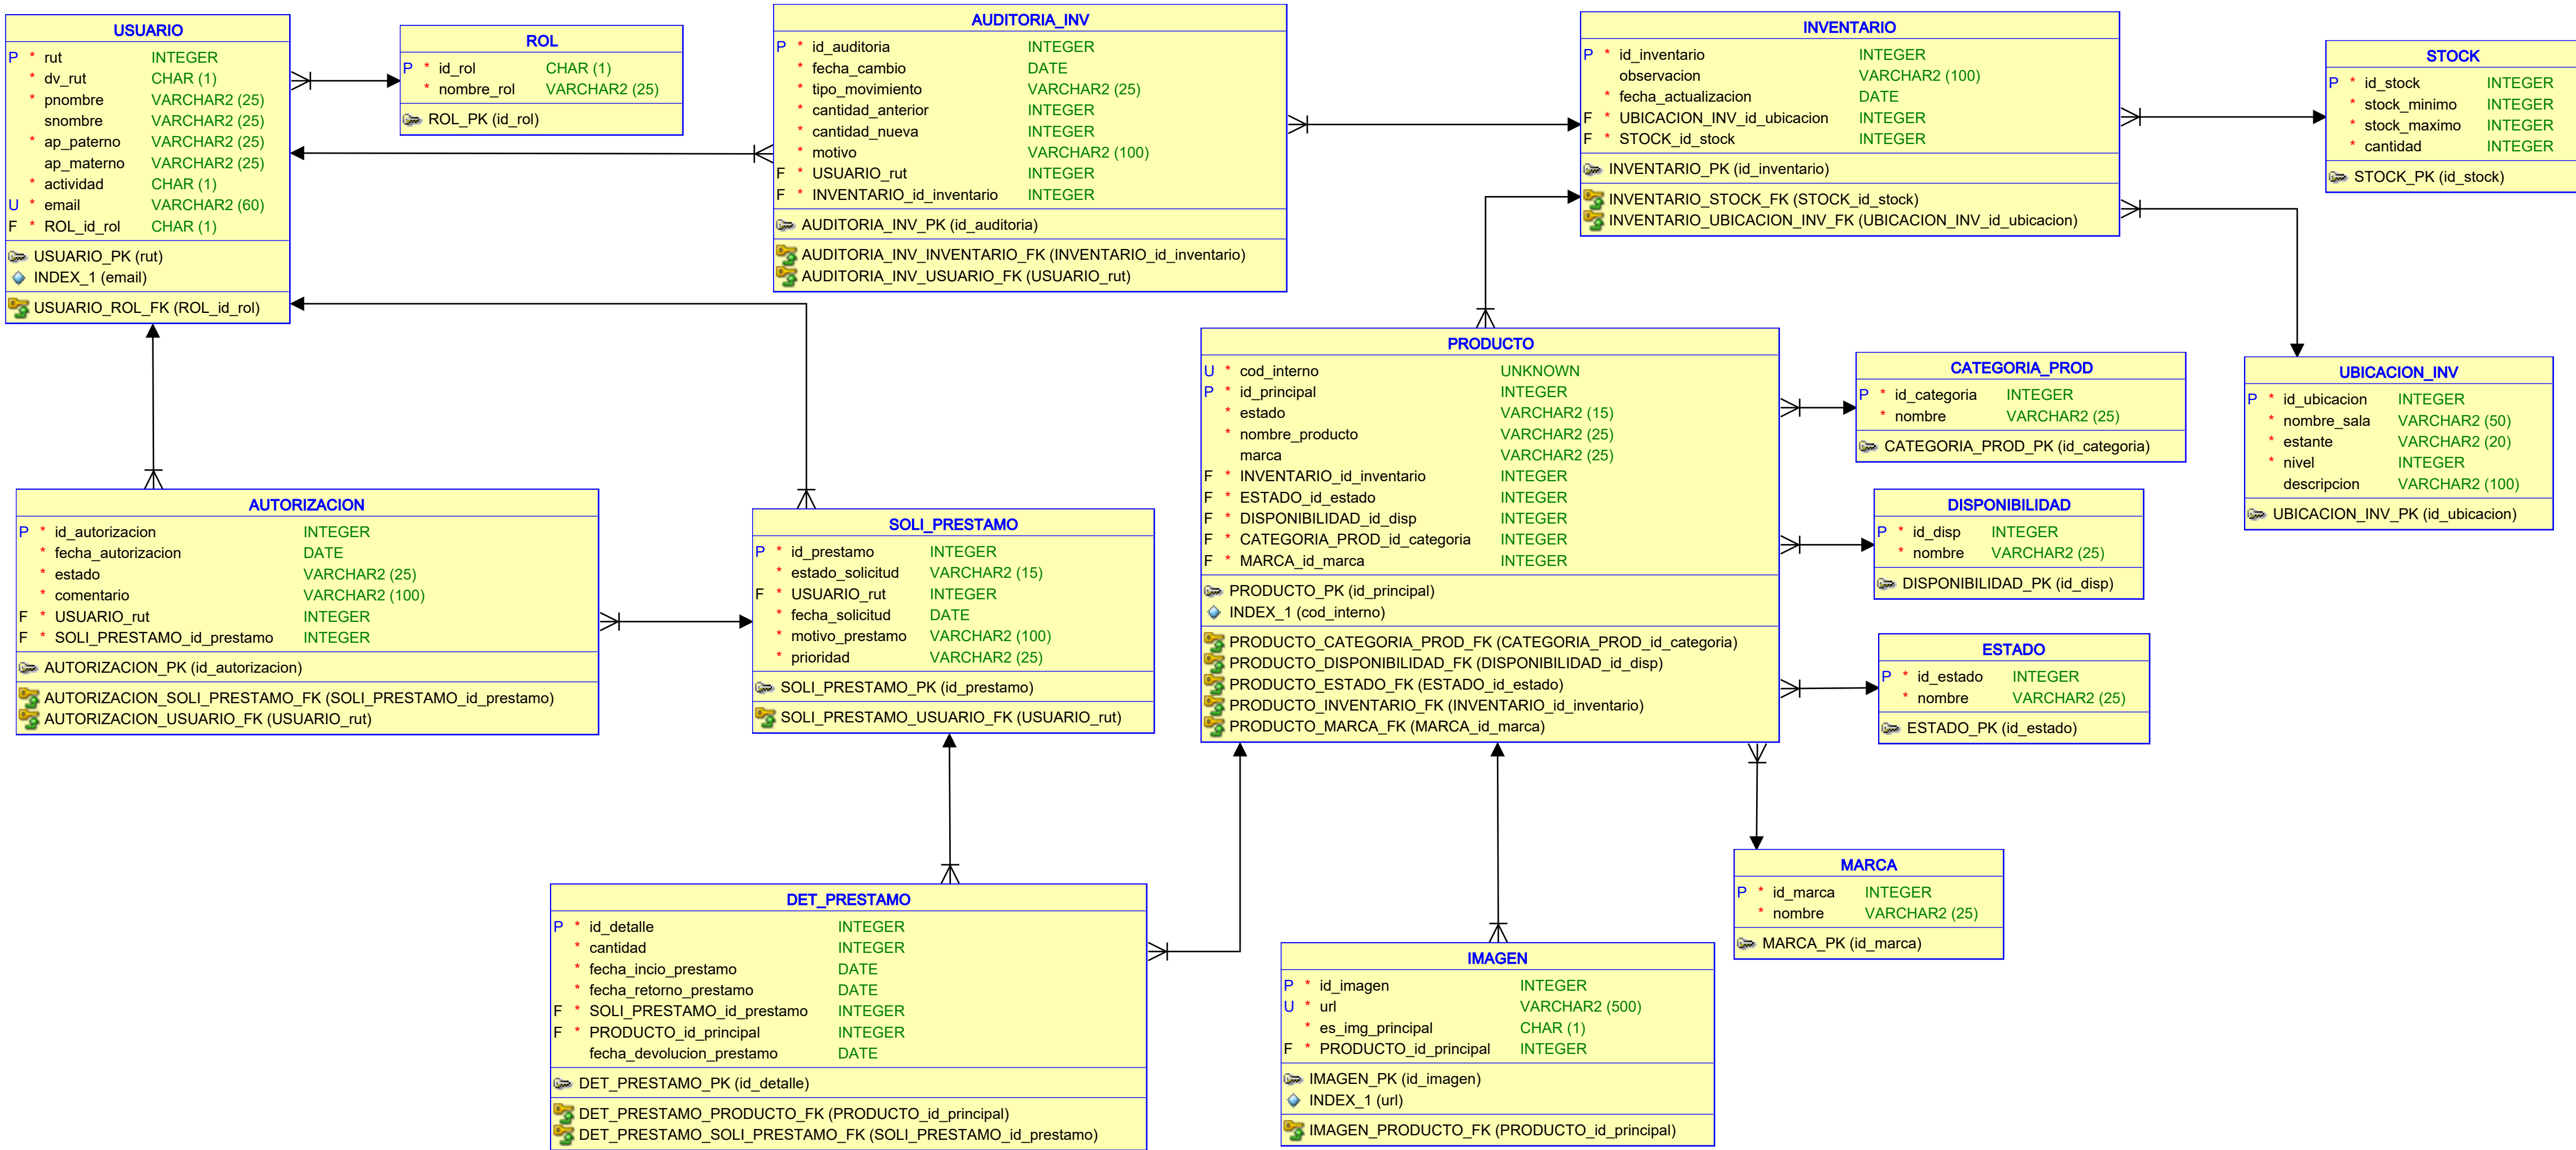 USUARIO
P * rut INTEGER
* dv_rut CHAR (1)
* pnombre VARCHAR2 (25)
snombre VARCHAR2 (25)
* ap_paterno VARCHAR2 (25)
ap_materno VARCHAR2 (25)
* actividad CHAR (1)
U * email VARCHAR2 (60)
F * ROL_id_rol CHAR (1)
USUARIO_PK (rut)
INDEX_1 (email)
USUARIO_ROL_FK (ROL_id_rol)
ROL
P * id_rol CHAR (1)
* nombre_rol VARCHAR2 (25)
ROL_PK (id_rol)
AUDITORIA_INV
P * id_auditoria INTEGER
* fecha_cambio DATE
* tipo_movimiento VARCHAR2 (25)
* cantidad_anterior INTEGER
* cantidad_nueva INTEGER
* motivo VARCHAR2 (100)
F * USUARIO_rut INTEGER
F * INVENTARIO_id_inventario INTEGER
AUDITORIA_INV_PK (id_auditoria)
AUDITORIA_INV_INVENTARIO_FK (INVENTARIO_id_inventario)
AUDITORIA_INV_USUARIO_FK (USUARIO_rut)
INVENTARIO
P * id_inventario INTEGER
observacion VARCHAR2 (100)
* fecha_actualizacion DATE
F * UBICACION_INV_id_ubicacion INTEGER
F * STOCK_id_stock INTEGER
INVENTARIO_PK (id_inventario)
INVENTARIO_STOCK_FK (STOCK_id_stock)
INVENTARIO_UBICACION_INV_FK (UBICACION_INV_id_ubicacion)
STOCK
P * id_stock INTEGER
* stock_minimo INTEGER
* stock_maximo INTEGER
* cantidad INTEGER
STOCK_PK (id_stock)
PRODUCTO
U * cod_interno UNKNOWN
P * id_principal INTEGER
* estado VARCHAR2 (15)
* nombre_producto VARCHAR2 (25)
marca VARCHAR2 (25)
F * INVENTARIO_id_inventario INTEGER
F * ESTADO_id_estado INTEGER
F * DISPONIBILIDAD_id_disp INTEGER
F * CATEGORIA_PROD_id_categoria INTEGER
F * MARCA_id_marca INTEGER
PRODUCTO_PK (id_principal)
INDEX_1 (cod_interno)
PRODUCTO_CATEGORIA_PROD_FK (CATEGORIA_PROD_id_categoria)
PRODUCTO_DISPONIBILIDAD_FK (DISPONIBILIDAD_id_disp)
PRODUCTO_ESTADO_FK (ESTADO_id_estado)
PRODUCTO_INVENTARIO_FK (INVENTARIO_id_inventario)
PRODUCTO_MARCA_FK (MARCA_id_marca)
CATEGORIA_PROD
P * id_categoria INTEGER
* nombre VARCHAR2 (25)
CATEGORIA_PROD_PK (id_categoria)
UBICACION_INV
P * id_ubicacion INTEGER
* nombre_sala VARCHAR2 (50)
* estante VARCHAR2 (20)
* nivel INTEGER
descripcion VARCHAR2 (100)
UBICACION_INV_PK (id_ubicacion)
DISPONIBILIDAD
P * id_disp INTEGER
* nombre VARCHAR2 (25)
DISPONIBILIDAD_PK (id_disp)
ESTADO
P * id_estado INTEGER
* nombre VARCHAR2 (25)
ESTADO_PK (id_estado)
AUTORIZACION
P * id_autorizacion INTEGER
* fecha_autorizacion DATE
* estado VARCHAR2 (25)
* comentario VARCHAR2 (100)
F * USUARIO_rut INTEGER
F * SOLI_PRESTAMO_id_prestamo INTEGER
AUTORIZACION_PK (id_autorizacion)
AUTORIZACION_SOLI_PRESTAMO_FK (SOLI_PRESTAMO_id_prestamo)
AUTORIZACION_USUARIO_FK (USUARIO_rut)
SOLI_PRESTAMO
P * id_prestamo INTEGER
* estado_solicitud VARCHAR2 (15)
F * USUARIO_rut INTEGER
* fecha_solicitud DATE
* motivo_prestamo VARCHAR2 (100)
* prioridad VARCHAR2 (25)
SOLI_PRESTAMO_PK (id_prestamo)
SOLI_PRESTAMO_USUARIO_FK (USUARIO_rut)
DET_PRESTAMO
P * id_detalle INTEGER
* cantidad INTEGER
* fecha_incio_prestamo DATE
* fecha_retorno_prestamo DATE
F * SOLI_PRESTAMO_id_prestamo INTEGER
F * PRODUCTO_id_principal INTEGER
fecha_devolucion_prestamo DATE
DET_PRESTAMO_PK (id_detalle)
DET_PRESTAMO_PRODUCTO_FK (PRODUCTO_id_principal)
DET_PRESTAMO_SOLI_PRESTAMO_FK (SOLI_PRESTAMO_id_prestamo)
IMAGEN
P * id_imagen INTEGER
U * url VARCHAR2 (500)
* es_img_principal CHAR (1)
F * PRODUCTO_id_principal INTEGER
IMAGEN_PK (id_imagen)
INDEX_1 (url)
IMAGEN_PRODUCTO_FK (PRODUCTO_id_principal)
MARCA
P * id_marca INTEGER
* nombre VARCHAR2 (25)
MARCA_PK (id_marca)